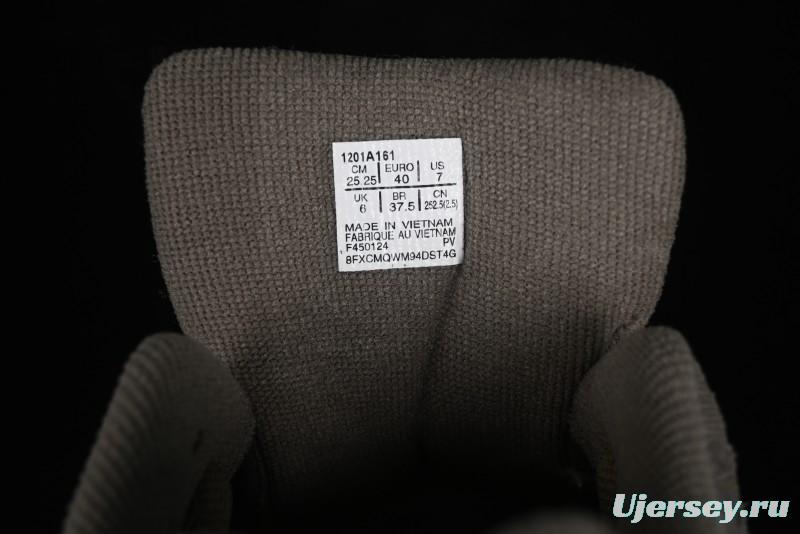 1201A161
CM | EURO | US
25.25 | 40 | 7
UK | BR | CN
6 | 37.5 | 252.5(2.5)
MADE IN VIETNAM
FABRIQUE AU VIETNAM
F450124 PV
8FXCMQWM94DST4G
Ujersey.ru